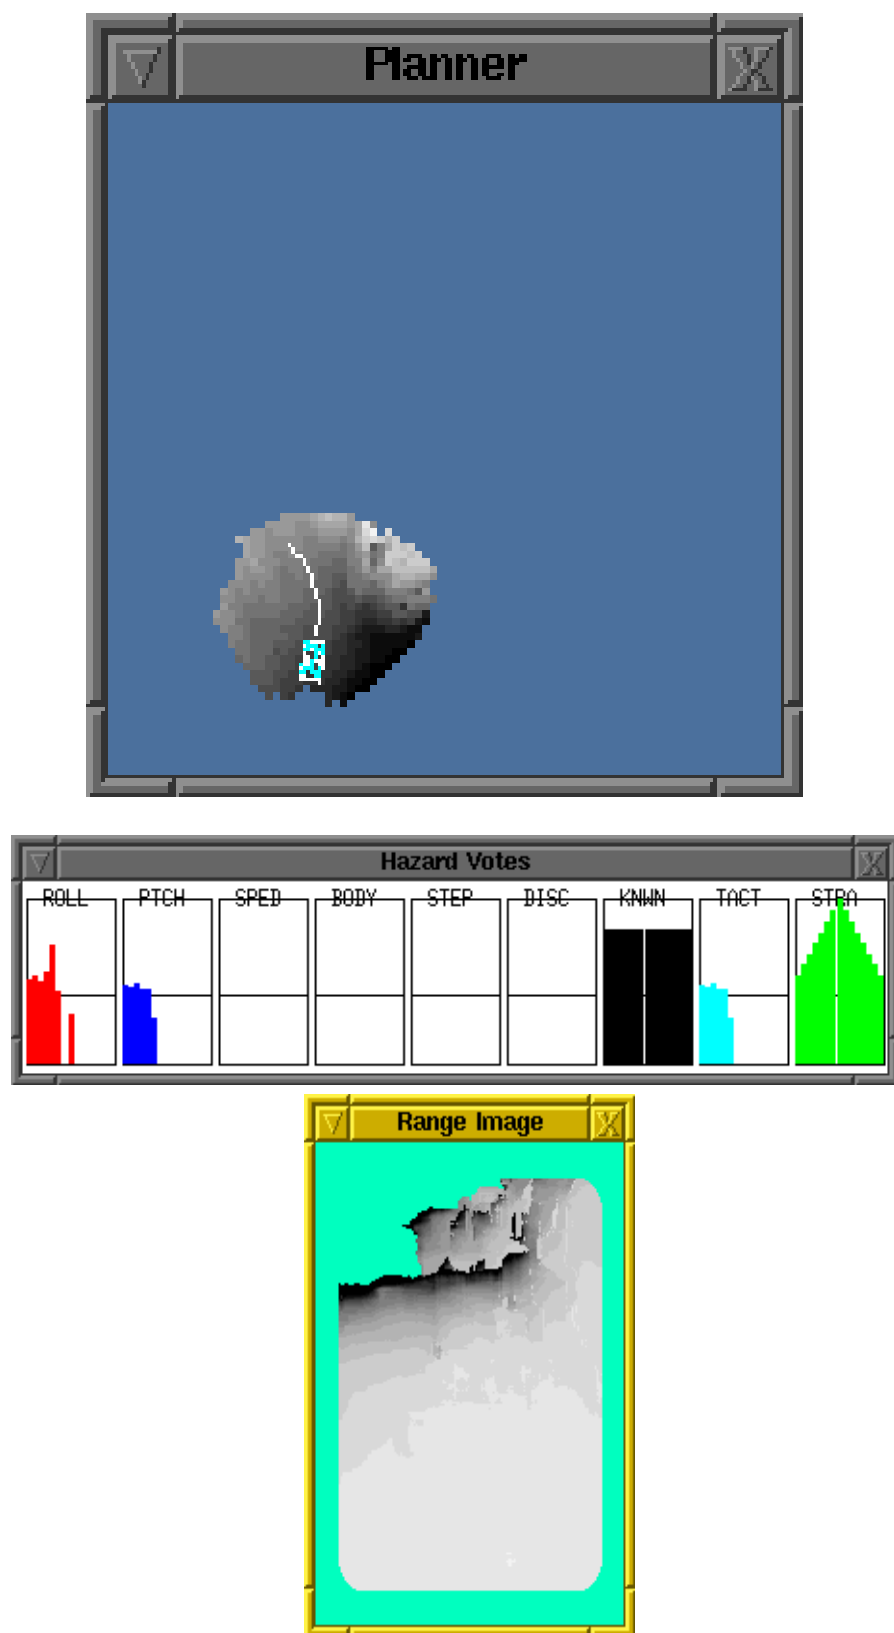 Planner
Hazard Votes
ROLL PTCH SPED BODY STEP DISC KNWN TACT STRA
Range Image